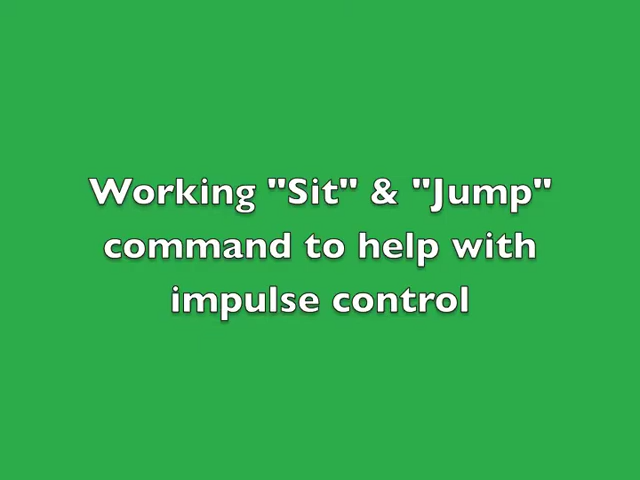 Working "Sit" & "Jump"
command to help with
impulse control